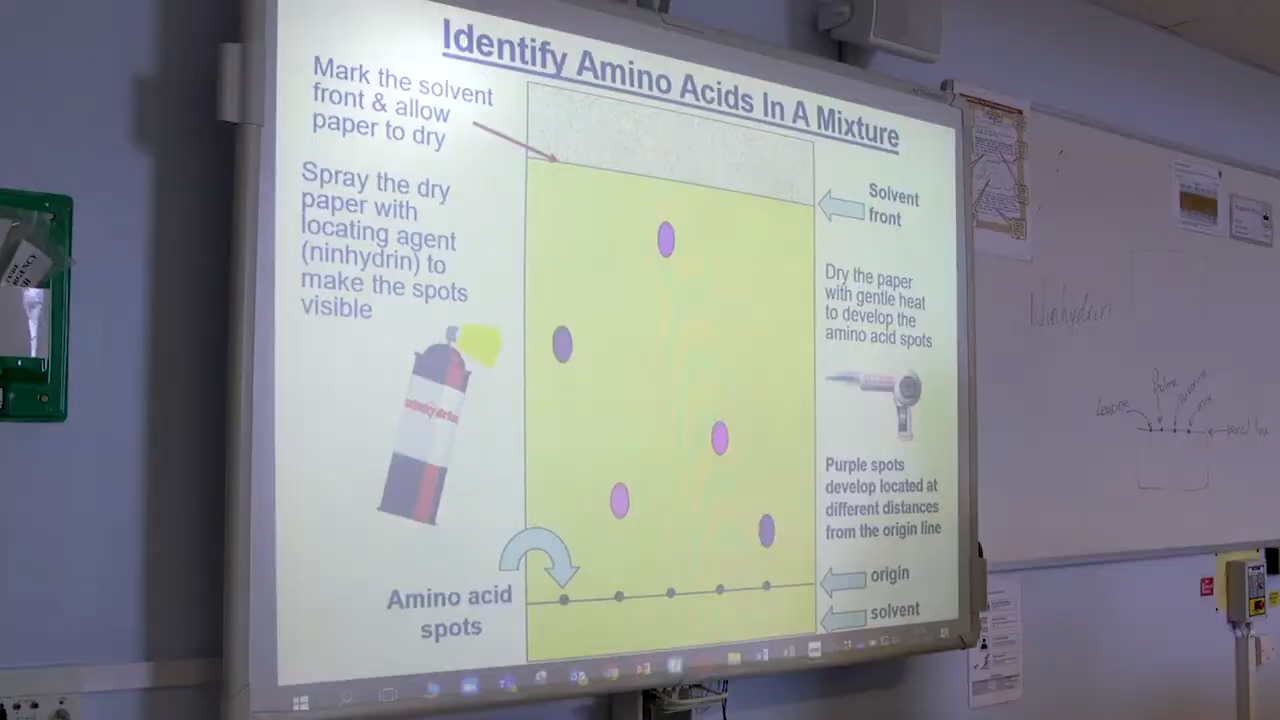 Identify Amino Acids In A Mixture
Mark the solvent
front & allow
paper to dry
Spray the dry
paper with
locating agent
(ninhydrin) to
make the spots
visible
Amino acid
spots
Solvent
front
Dry the paper
with gentle heat
to develop the
amino acid spots
Purple spots
develop located at
different distances
from the origin line
origin
solvent
Ninhydrin
Leucine
pencil line